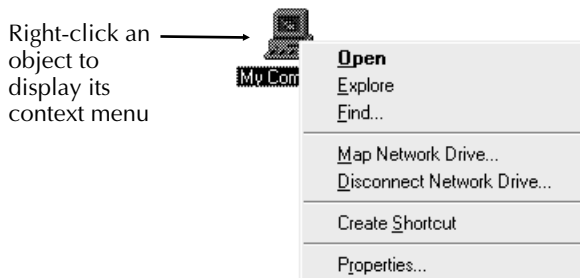 Right-click an
object to
display its
context menu
My Com
Open
Explore
Find...
Map Network Drive...
Disconnect Network Drive...
Create Shortcut
Properties...